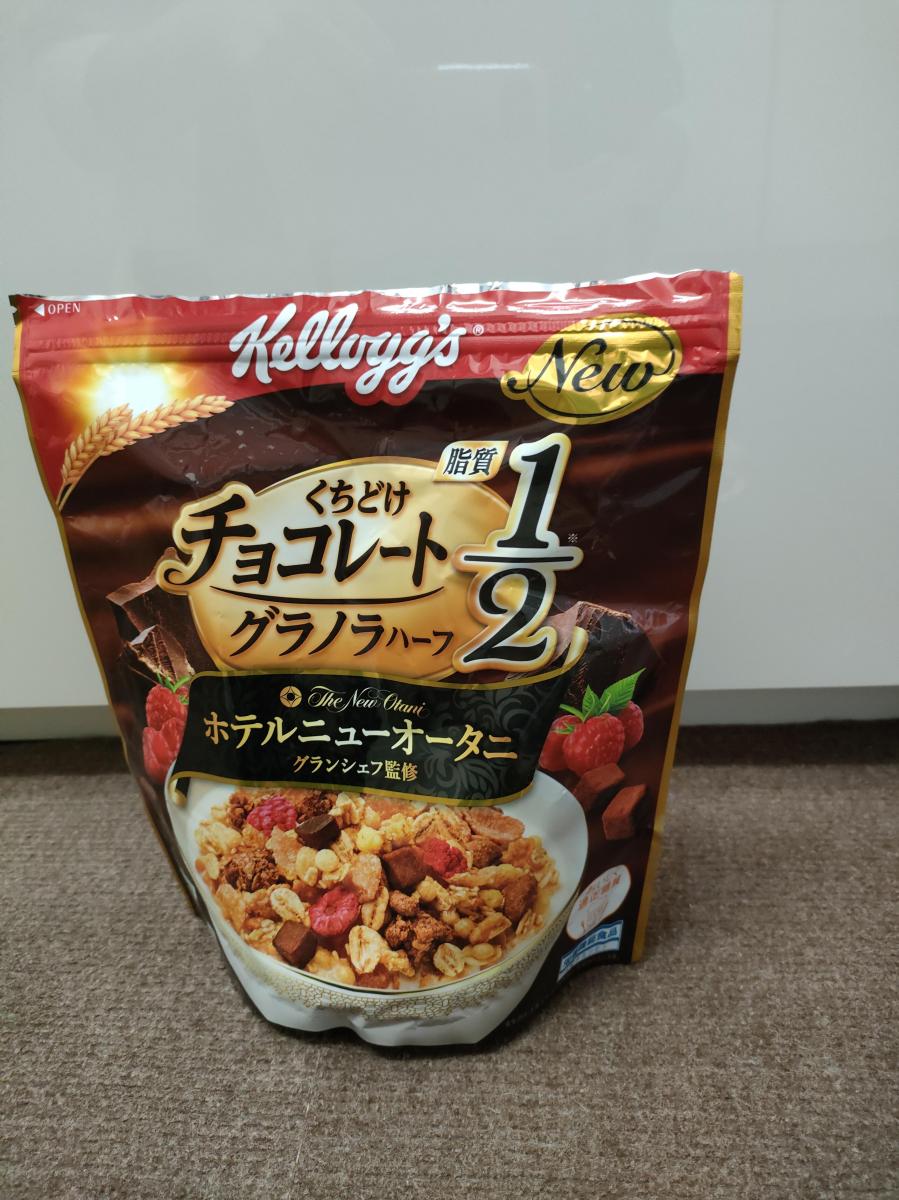 OPEN
Kellogg's®
New
脂質
1/2
※
くちどけ
チョコレート
グラノラハーフ
The New Otani
ホテルニューオータニ
グランシェフ監修